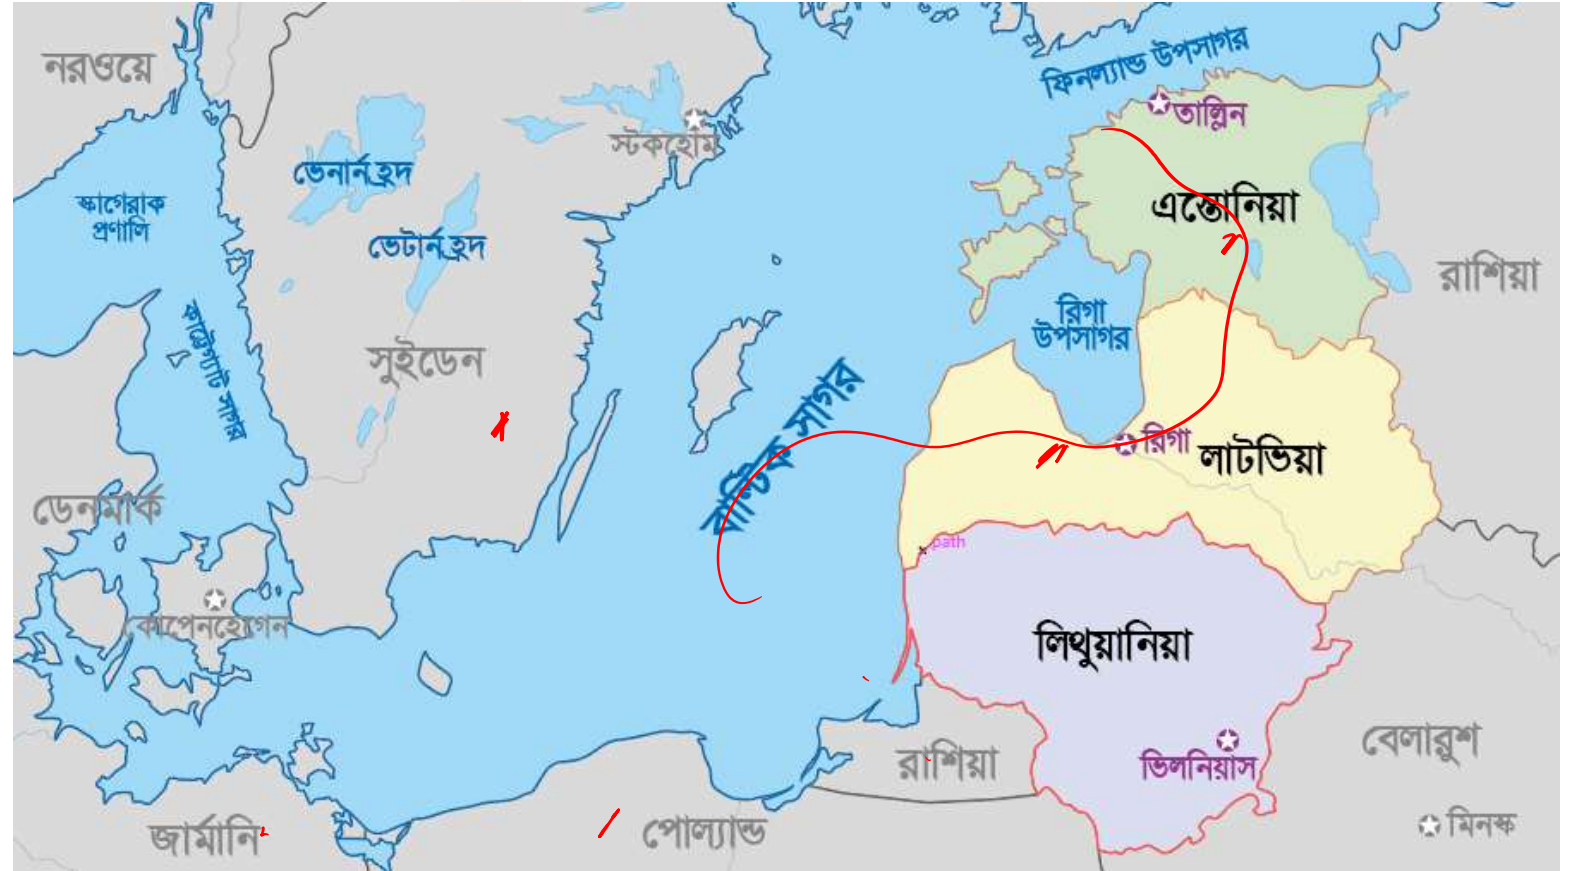 নরওয়ে
ফিনল্যান্ড উপসাগর
তাল্লিন
স্টকহোম
ভেনার্ন হ্রদ
স্কাগেরাক
প্রণালি
এস্তোনিয়া
ভেটার্ন হ্রদ
রাশিয়া
রিগা
উপসাগর
কাট্টেগ্যাট সাগর
সুইডেন
বাল্টিক সাগর
রিগা
লাটভিয়া
ডেনমার্ক
path
কোপেনহেগেন
লিথুয়ানিয়া
বেলারুশ
রাশিয়া
ভিলনিয়াস
জার্মানি
পোল্যান্ড
মিনস্ক